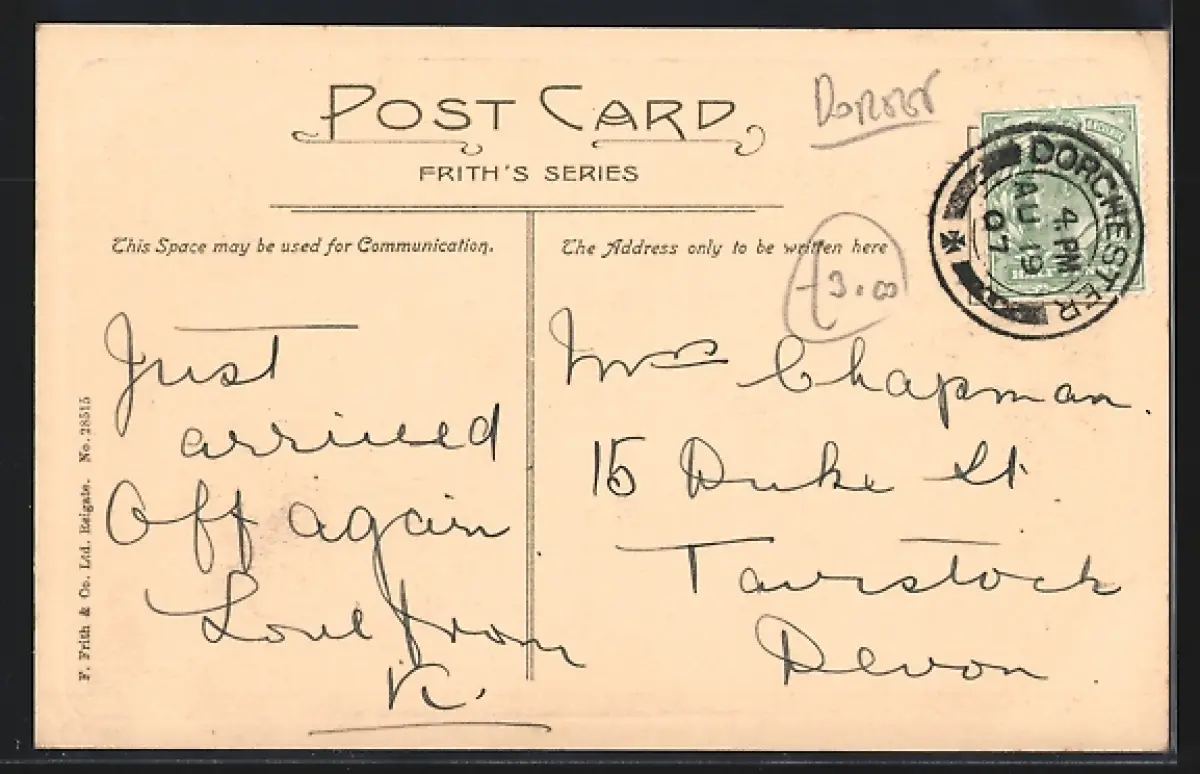 POST CARD
FRITH'S SERIES
This Space may be used for Communication.
The Address only to be written here
DORCHESTER
4. PM
AU 19
07
3.00
Just
arrived
Off again
Love from
K.
Mrs Chapman.
15 Duke St.
Tavistock
Devon.
F. Frith & Co. Ltd. Reigate. No. 28515